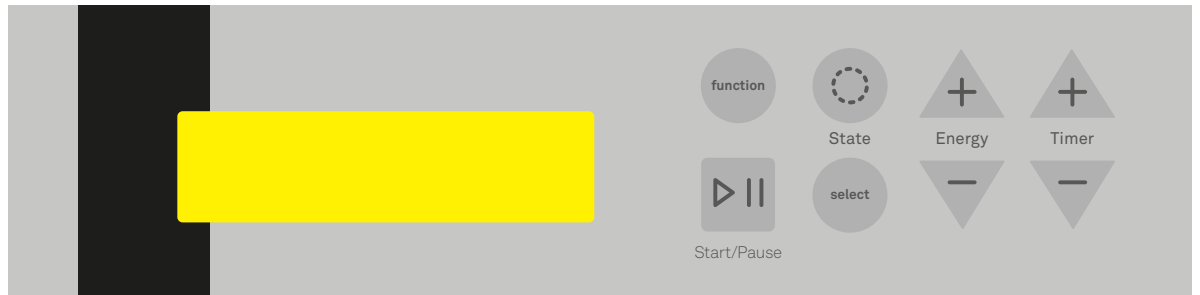 function
State
Energy
Timer
select
Start/Pause